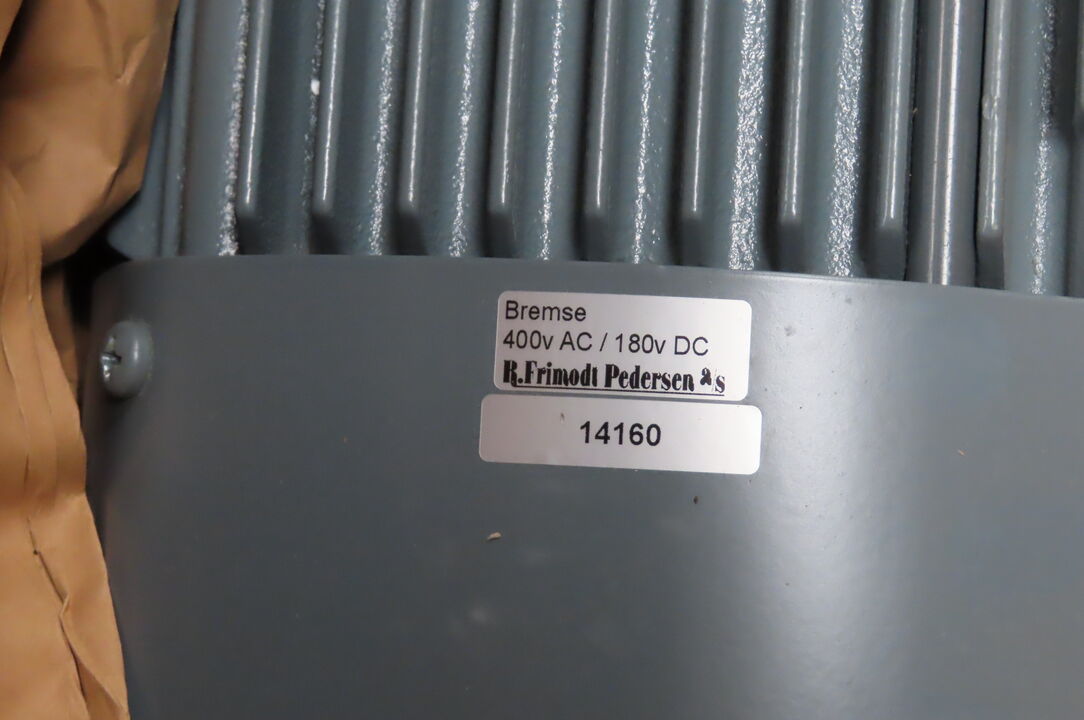 Bremse
400v AC / 180v DC
R.Frimodt Pedersen a/s
14160